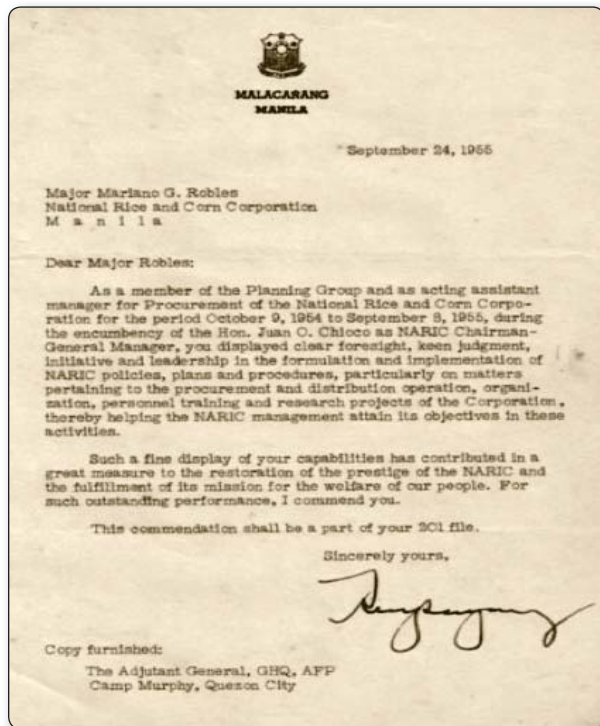 MALACAÑANG
MANILA
September 24, 1955
Major Mariano G. Robles
National Rice and Corn Corporation
M a n i l a
Dear Major Robles:
As a member of the Planning Group and as acting assistant
manager for Procurement of the National Rice and Corn Corpo-
ration for the period October 9, 1954 to September 8, 1955, during
the encumbency of the Hon. Juan O. Chioco as NARIC Chairman-
General Manager, you displayed clear foresight, keen judgment,
initiative and leadership in the formulation and implementation of
NARIC policies, plans and procedures, particularly on matters
pertaining to the procurement and distribution operation, organi-
zation, personnel training and research projects of the Corporation,
thereby helping the NARIC management attain its objectives in these
activities.
Such a fine display of your capabilities has contributed in a
great measure to the restoration of the prestige of the NARIC and
the fulfillment of its mission for the welfare of our people. For
such outstanding performance, I commend you.
This commendation shall be a part of your 201 file.
Sincerely yours,
Copy furnished:
The Adjutant General, GHQ, AFP
Camp Murphy, Quezon City